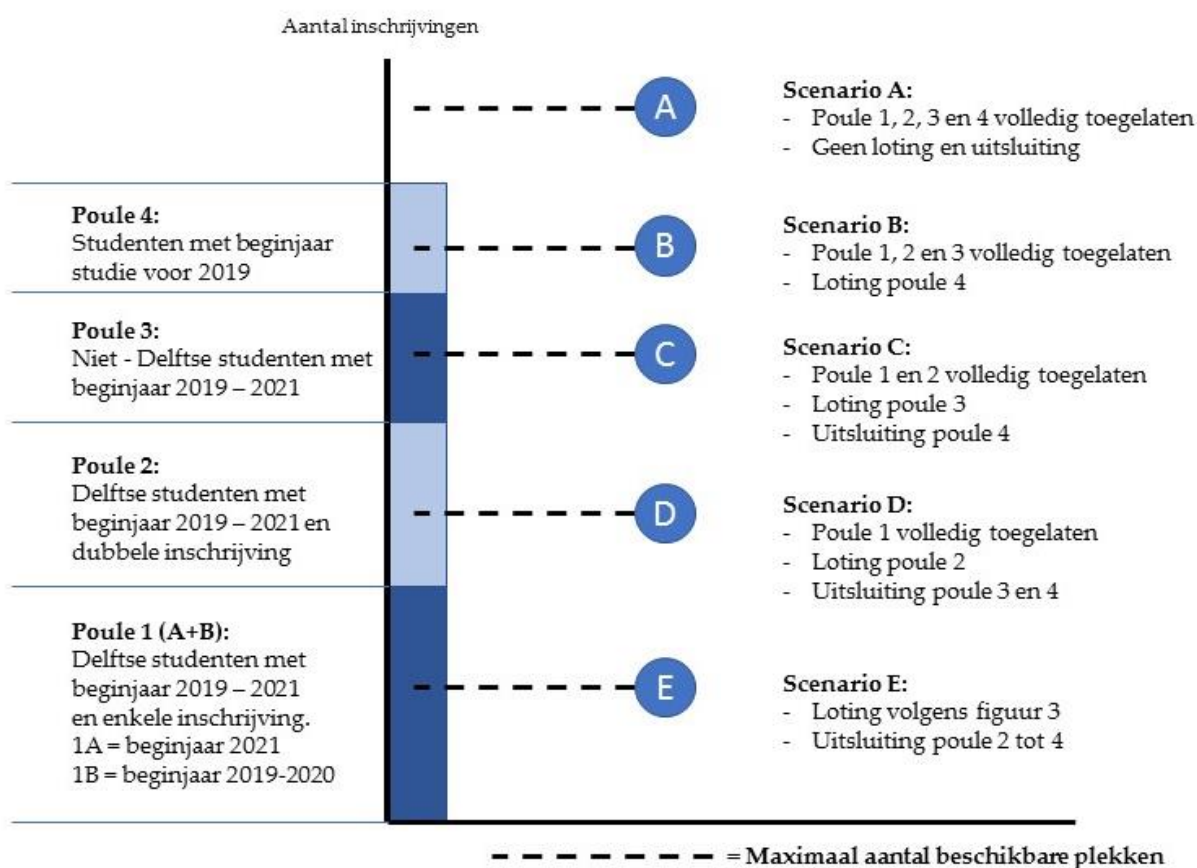 Aantal inschrijvingen
A
Scenario A:
- Poule 1, 2, 3 en 4 volledig toegelaten
- Geen loting en uitsluiting
Poule 4:
Studenten met beginjaar
studie voor 2019
B
Scenario B:
- Poule 1, 2 en 3 volledig toegelaten
- Loting poule 4
Poule 3:
Niet - Delftse studenten met
beginjaar 2019 – 2021
C
Scenario C:
- Poule 1 en 2 volledig toegelaten
- Loting poule 3
- Uitsluiting poule 4
Poule 2:
Delftse studenten met
beginjaar 2019 – 2021 en
dubbele inschrijving
D
Scenario D:
- Poule 1 volledig toegelaten
- Loting poule 2
- Uitsluiting poule 3 en 4
Poule 1 (A+B):
Delftse studenten met
beginjaar 2019 – 2021
en enkele inschrijving.
1A = beginjaar 2021
1B = beginjaar 2019-2020
E
Scenario E:
- Loting volgens figuur 3
- Uitsluiting poule 2 tot 4
= Maximaal aantal beschikbare plekken